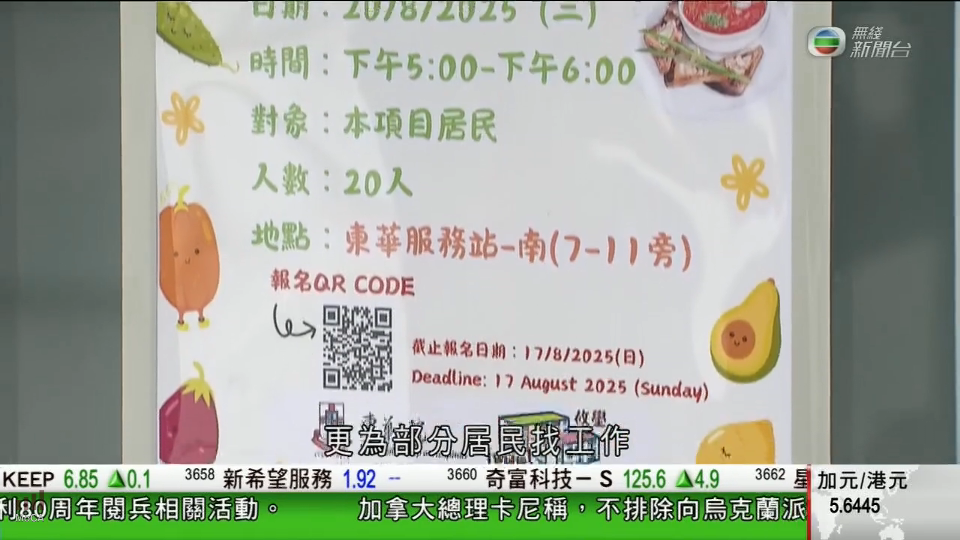 日期：20/8/2025 (三)
無綫
新聞台
時間：下午5:00-下午6:00
對象：本項目居民
人數：20人
地點：東華服務站-南(7-11旁)
報名QR CODE
截止報名日期：17/8/2025(日)
Deadline: 17 August 2025 (Sunday)
更為部分居民找工作
KEEP 6.85 ▲0.1 3658 新希望服務 1.92 -- 3660 奇富科技－S 125.6 ▲4.9 3662 星
加元/港元
5.6445
利80周年閱兵相關活動。 加拿大總理卡尼稱，不排除向烏克蘭派